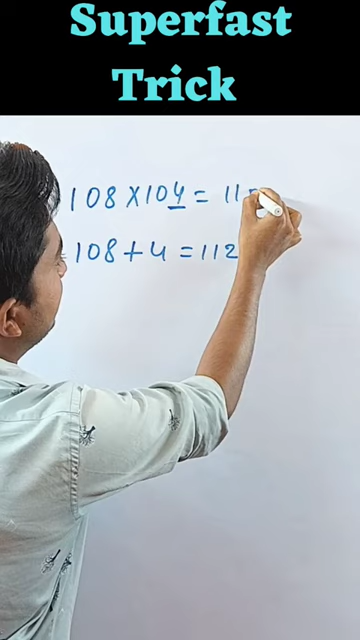 Superfast
Trick
108 × 104 = 11
108 + 4 = 112